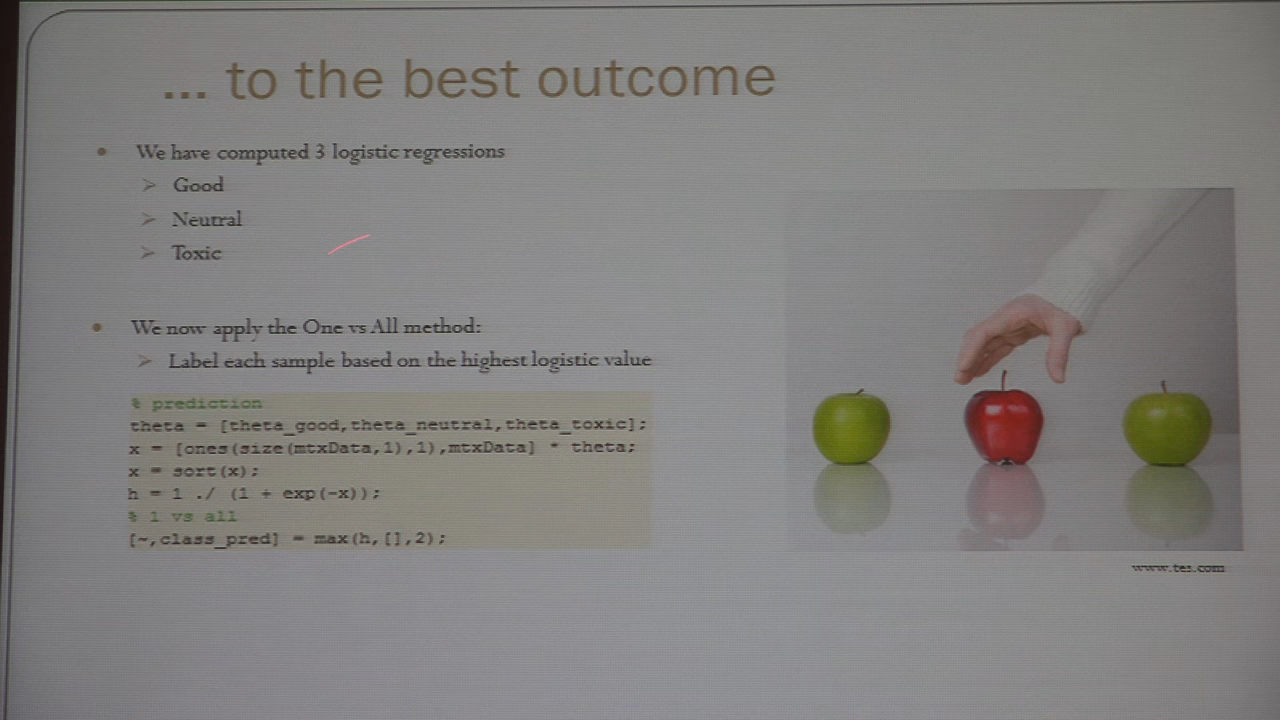 ... to the best outcome
We have computed 3 logistic regressions
Good
Neutral
Toxic
We now apply the One vs All method:
Label each sample based on the highest logistic value
% prediction
theta = [theta_good,theta_neutral,theta_toxic];
x = [ones(size(mtxData,1),1),mtxData] * theta;
x = sort(x);
h = 1 ./ (1 + exp(-x));
% 1 vs all
[~,class_pred] = max(h,[],2);
www.tes.com